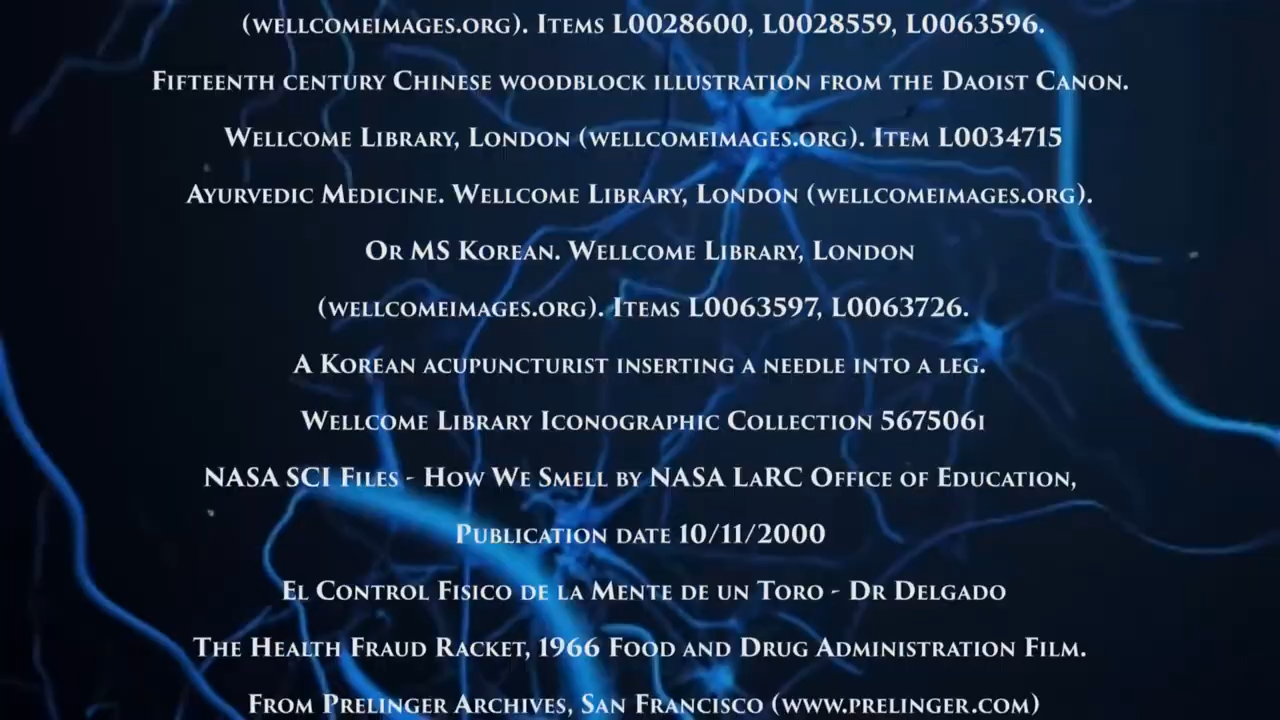 (wellcomeimages.org). Items L0028600, L0028559, L0063596.
Fifteenth century Chinese woodblock illustration from the Daoist Canon.
Wellcome Library, London (wellcomeimages.org). Item L0034715
Ayurvedic Medicine. Wellcome Library, London (wellcomeimages.org).
Or MS Korean. Wellcome Library, London
(wellcomeimages.org). Items L0063597, L0063726.
A Korean acupuncturist inserting a needle into a leg.
Wellcome Library Iconographic Collection 567506i
NASA SCI Files - How We Smell by NASA LaRC Office of Education,
Publication date 10/11/2000
El Control Fisico de la Mente de un Toro - Dr Delgado
The Health Fraud Racket, 1966 Food and Drug Administration Film.
From Prelinger Archives, San Francisco (www.prelinger.com)